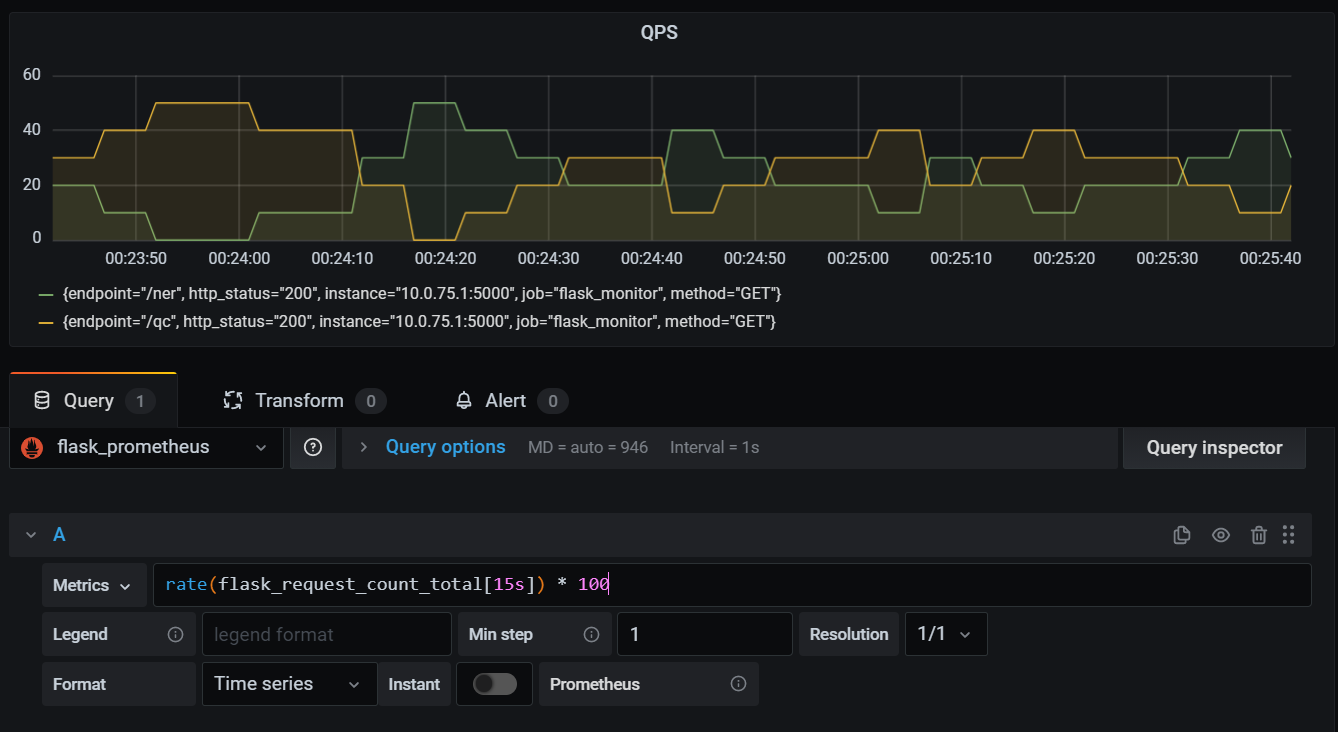 QPS
60
40
20
0
00:23:50 00:24:00 00:24:10 00:24:20 00:24:30 00:24:40 00:24:50 00:25:00 00:25:10 00:25:20 00:25:30 00:25:40
{endpoint="/ner", http_status="200", instance="10.0.75.1:5000", job="flask_monitor", method="GET"}
{endpoint="/qc", http_status="200", instance="10.0.75.1:5000", job="flask_monitor", method="GET"}
Query 1 Transform 0 Alert 0
flask_prometheus ? > Query options MD = auto = 946 Interval = 1s Query inspector
A
Metrics rate(flask_request_count_total[15s]) * 100
Legend legend format Min step 1 Resolution 1/1
Format Time series Instant Prometheus